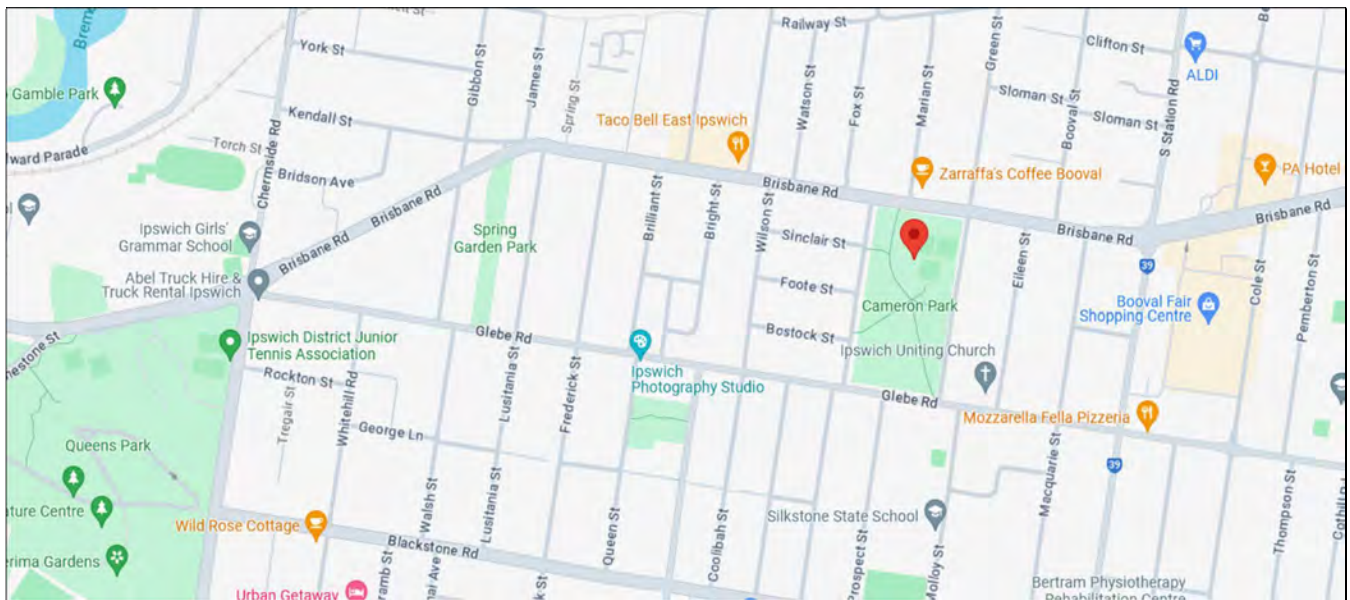 Railway St
York St
Clifton St
ALDI
Gibbon St
James St
Spring St
Watson St
Fox St
Marian St
Green St
Booval St
S Station Rd
Gamble Park
Kendall St
Sloman St
Sloman St
Taco Bell East Ipswich
Torch St
Chermside Rd
Bridson Ave
Brisbane Rd
Zarraffa's Coffee Booval
PA Hotel
Brisbane Rd
Brisbane Rd
Brilliant St
Bright St
Wilson St
Sinclair St
Brisbane Rd
Brisbane Rd
Ipswich Girls'
Grammar School
Spring
Garden Park
Eileen St
39
Cole St
Pemberton St
Abel Truck Hire &
Truck Rental Ipswich
Foote St
Cameron Park
Booval Fair
Shopping Centre
Glebe Rd
Bostock St
Ipswich District Junior
Tennis Association
Ipswich Uniting Church
Rockton St
Ipswich
Photography Studio
Glebe Rd
Mozzarella Fella Pizzeria
Tregair St
Whitehill Rd
Lusitania St
Frederick St
George Ln
Queens Park
39
Macquarie St
Walsh St
Lusitania St
Queen St
Coolibah St
Silkstone State School
Prospect St
Molloy St
Thompson St
Wild Rose Cottage
Blackstone Rd
Urban Getaway
Bertram Physiotherapy
Rehabilitation Centre